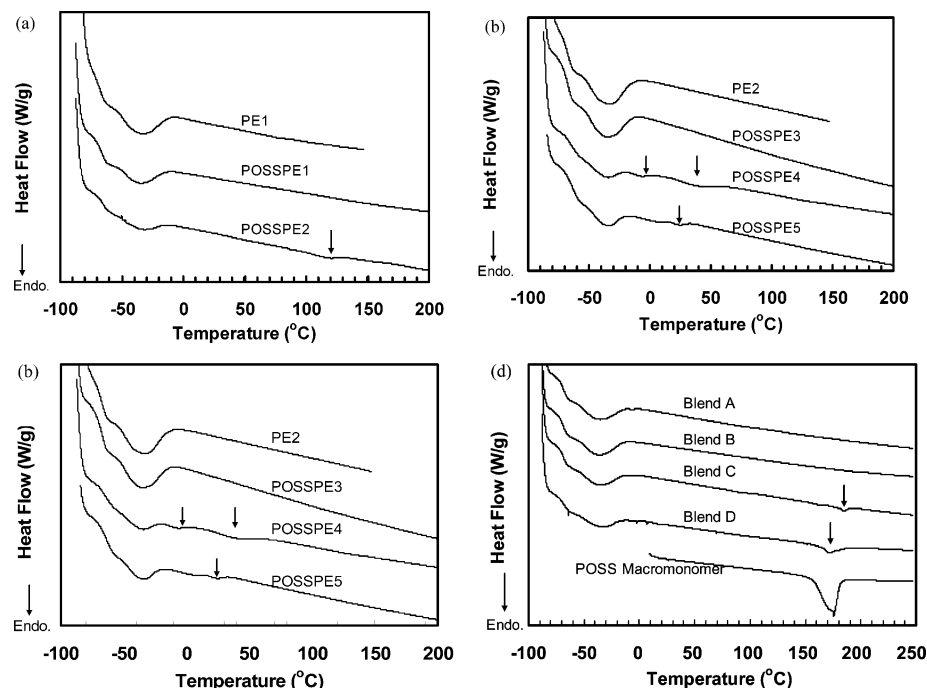 (a)
Heat Flow (W/g)
Endo.
PE1
POSSPE1
POSSPE2
-100 -50 0 50 100 150 200
Temperature (°C)
(b)
Heat Flow (W/g)
Endo.
PE2
POSSPE3
POSSPE4
POSSPE5
-100 -50 0 50 100 150 200
Temperature (°C)
(b)
Heat Flow (W/g)
Endo.
PE2
POSSPE3
POSSPE4
POSSPE5
-100 -50 0 50 100 150 200
Temperature (°C)
(d)
Heat Flow (W/g)
Endo.
Blend A
Blend B
Blend C
Blend D
POSS Macromonomer
-100 -50 0 50 100 150 200 250
Temperature (°C)